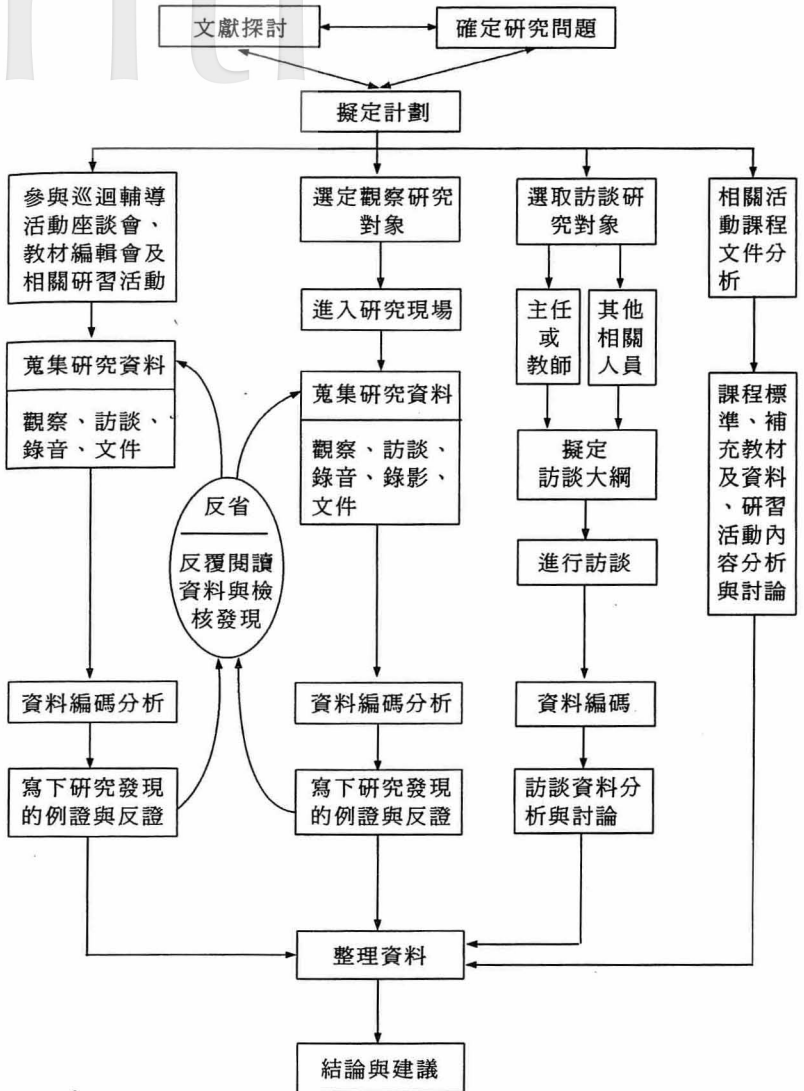 文獻探討
確定研究問題
擬定計劃
參與巡迴輔導
活動座談會、
教材編輯會及
相關研習活動
蒐集研究資料
觀察、訪談、
錄音、文件
資料編碼分析
寫下研究發現
的例證與反證
反省
反覆閱讀
資料與檢
核發現
選定觀察研究
對象
進入研究現場
蒐集研究資料
觀察、訪談、
錄音、錄影、
文件
資料編碼分析
寫下研究發現
的例證與反證
選取訪談研
究對象
主任
或
教師
其他
相關
人員
擬定
訪談大綱
進行訪談
資料編碼
訪談資料分
析與討論
相關活
動課程
文件分
析
課程標
準、補
充教材
及資料
、研習
活動內
容分析
與討論
整理資料
結論與建議